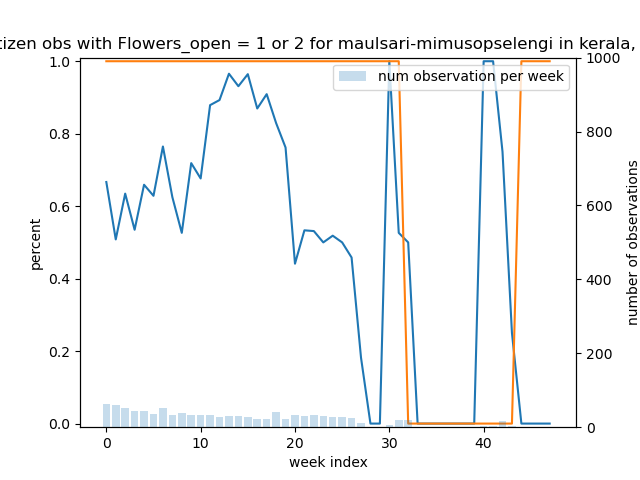 tizen obs with Flowers_open = 1 or 2 for maulsari-mimusopselengi in kerala,
num observation per week
1.0
0.8
0.6
0.4
0.2
0.0
percent
1000
800
600
400
200
0
number of observations
0 10 20 30 40
week index